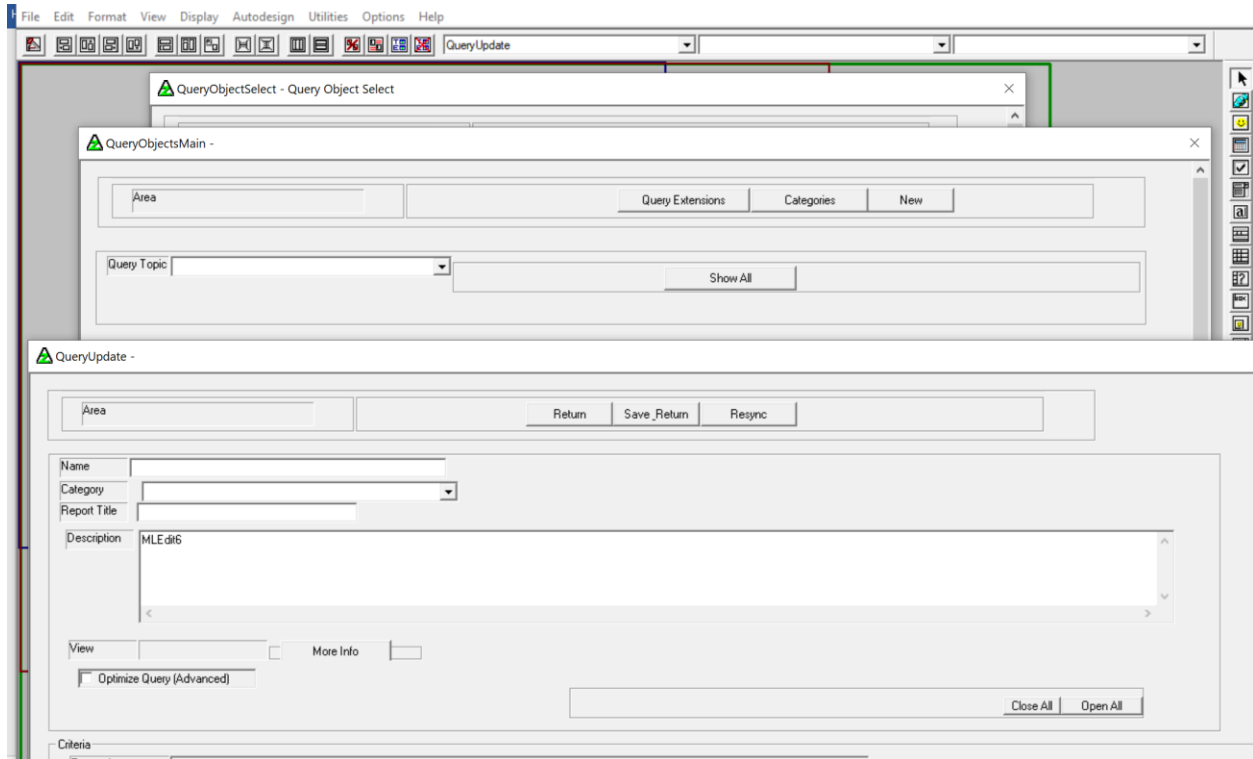 File Edit Format View Display Autodesign Utilities Options Help
QueryUpdate
QueryObjectSelect - Query Object Select
QueryObjectsMain -
Area Query Extensions Categories New
Query Topic Show All
QueryUpdate -
Area Return Save_Return Resync
Name
Category
Report Title
Description MLEdit6
View More Info
Optimize Query (Advanced)
Close All Open All
Criteria